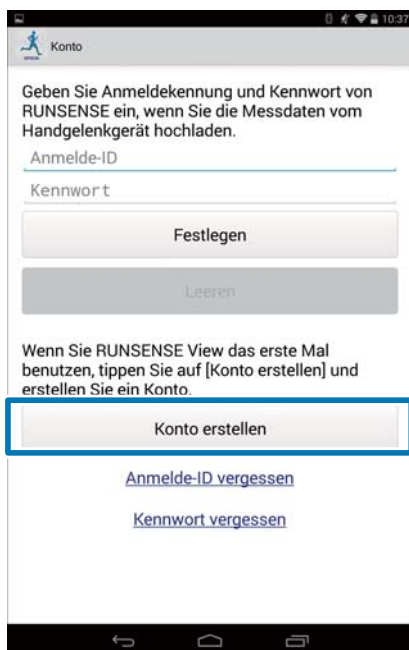 10:37
Konto
Geben Sie Anmeldekennung und Kennwort von
RUNSENSE ein, wenn Sie die Messdaten vom
Handgelenkgerät hochladen.
Anmelde-ID
Kennwort
Festlegen
Leeren
Wenn Sie RUNSENSE View das erste Mal
benutzen, tippen Sie auf [Konto erstellen] und
erstellen Sie ein Konto.
Konto erstellen
Anmelde-ID vergessen
Kennwort vergessen